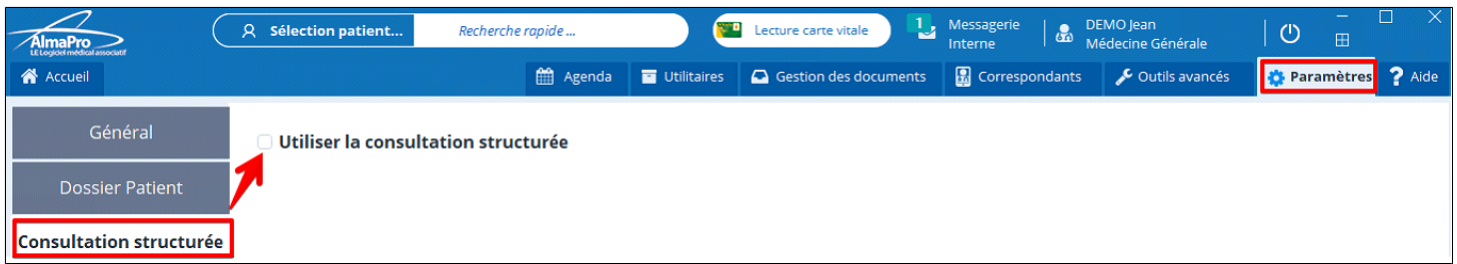 AlmaPro
LE Logiciel médical associatif
Sélection patient...
Recherche rapide ...
Lecture carte vitale
1
Messagerie
Interne
DEMO Jean
Médecine Générale
Accueil
Agenda
Utilitaires
Gestion des documents
Correspondants
Outils avancés
Paramètres
? Aide
Général
Utiliser la consultation structurée
Dossier Patient
Consultation structurée